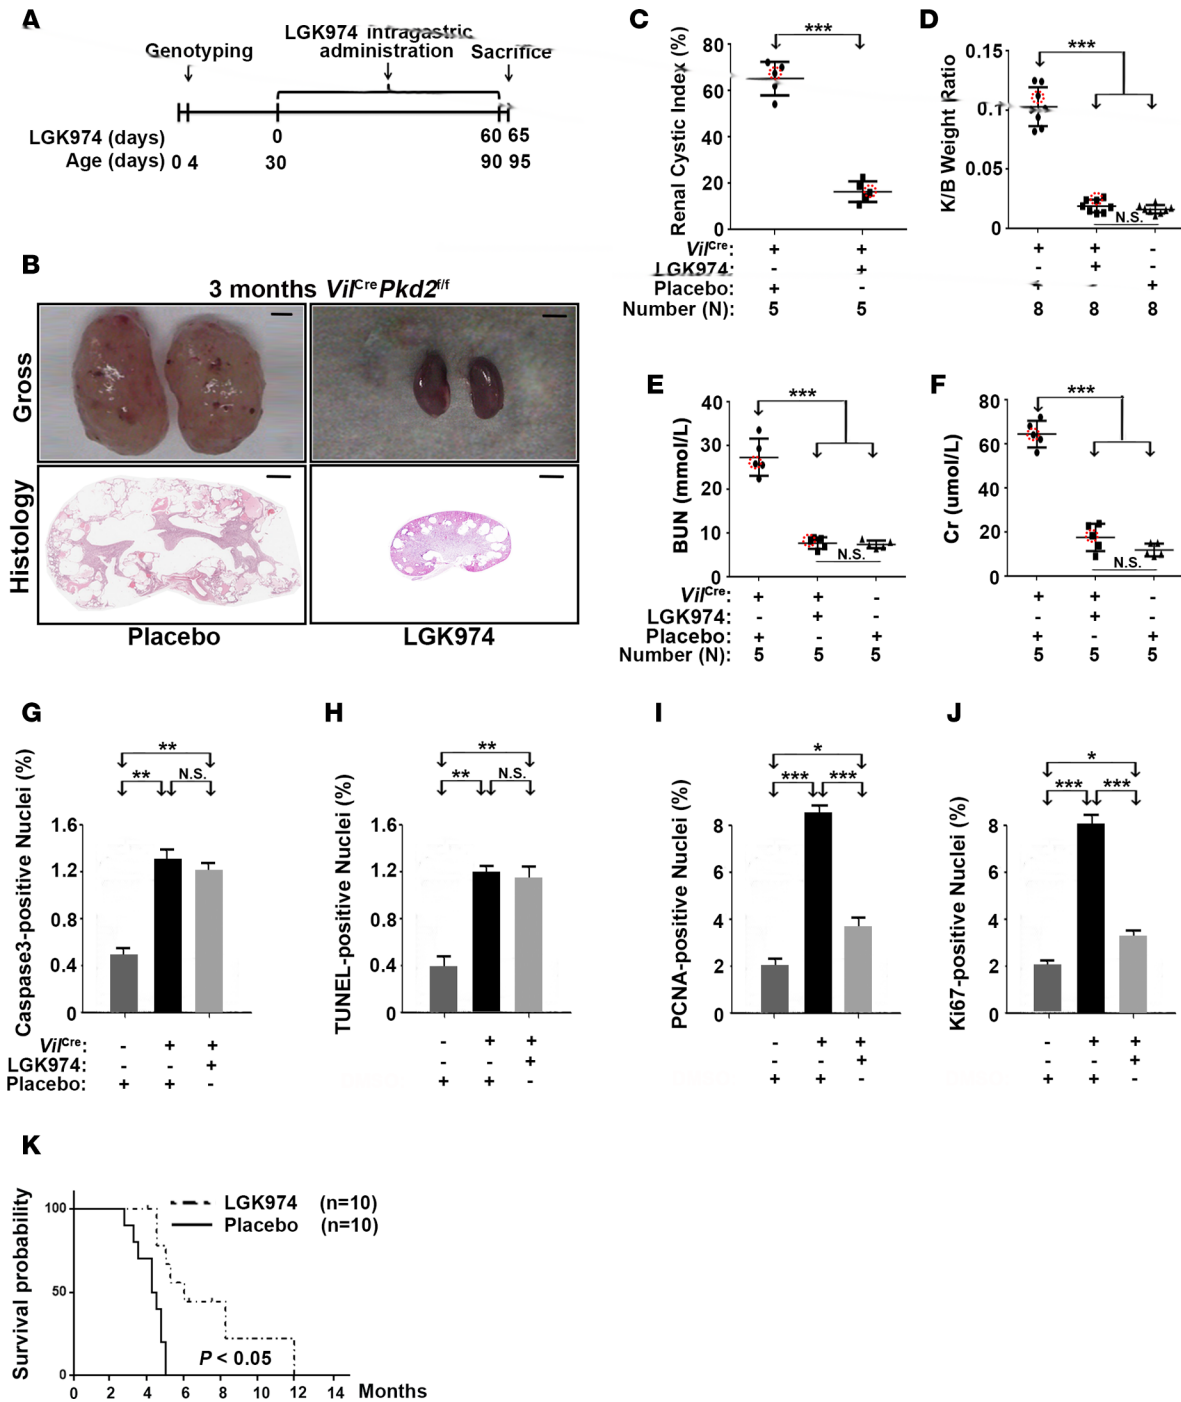 A
LGK974 intragastric
administration
Genotyping
Sacrifice
LGK974 (days) 0 60 65
Age (days) 0 4 30 90 95
B
3 months VilCre Pkd2f/f
Gross
Histology
Placebo LGK974
C
Renal Cystic Index (%)
***
80
60
40
20
0
VilCre: + +
LGK974: - +
Placebo: + -
Number (N): 5 5
D
K/B Weight Ratio
***
0.15
0.1
0.05
0
N.S.
+ + -
- + -
+ - +
8 8 8
E
BUN (mmol/L)
***
40
30
20
10
0
N.S.
VilCre: + + -
LGK974: - + -
Placebo: + - +
Number (N): 5 5 5
F
Cr (umol/L)
***
80
60
40
20
0
N.S.
+ + -
- + -
+ - +
5 5 5
G
Caspase3-positive Nuclei (%)
**
** N.S.
1.6
1.2
0.8
0.4
0
VilCre: - + +
LGK974: - - +
Placebo: + + -
H
TUNEL-positive Nuclei (%)
**
** N.S.
1.6
1.2
0.8
0.4
0
- + +
- - +
+ + -
I
PCNA-positive Nuclei (%)
*
*** ***
8
6
4
2
0
- + +
- - +
+ + -
J
Ki67-positive Nuclei (%)
*
*** ***
8
6
4
2
0
- + +
- - +
+ + -
K
Survival probability
LGK974 (n=10)
Placebo (n=10)
100
50
0
P < 0.05
0 2 4 6 8 10 12 14 Months